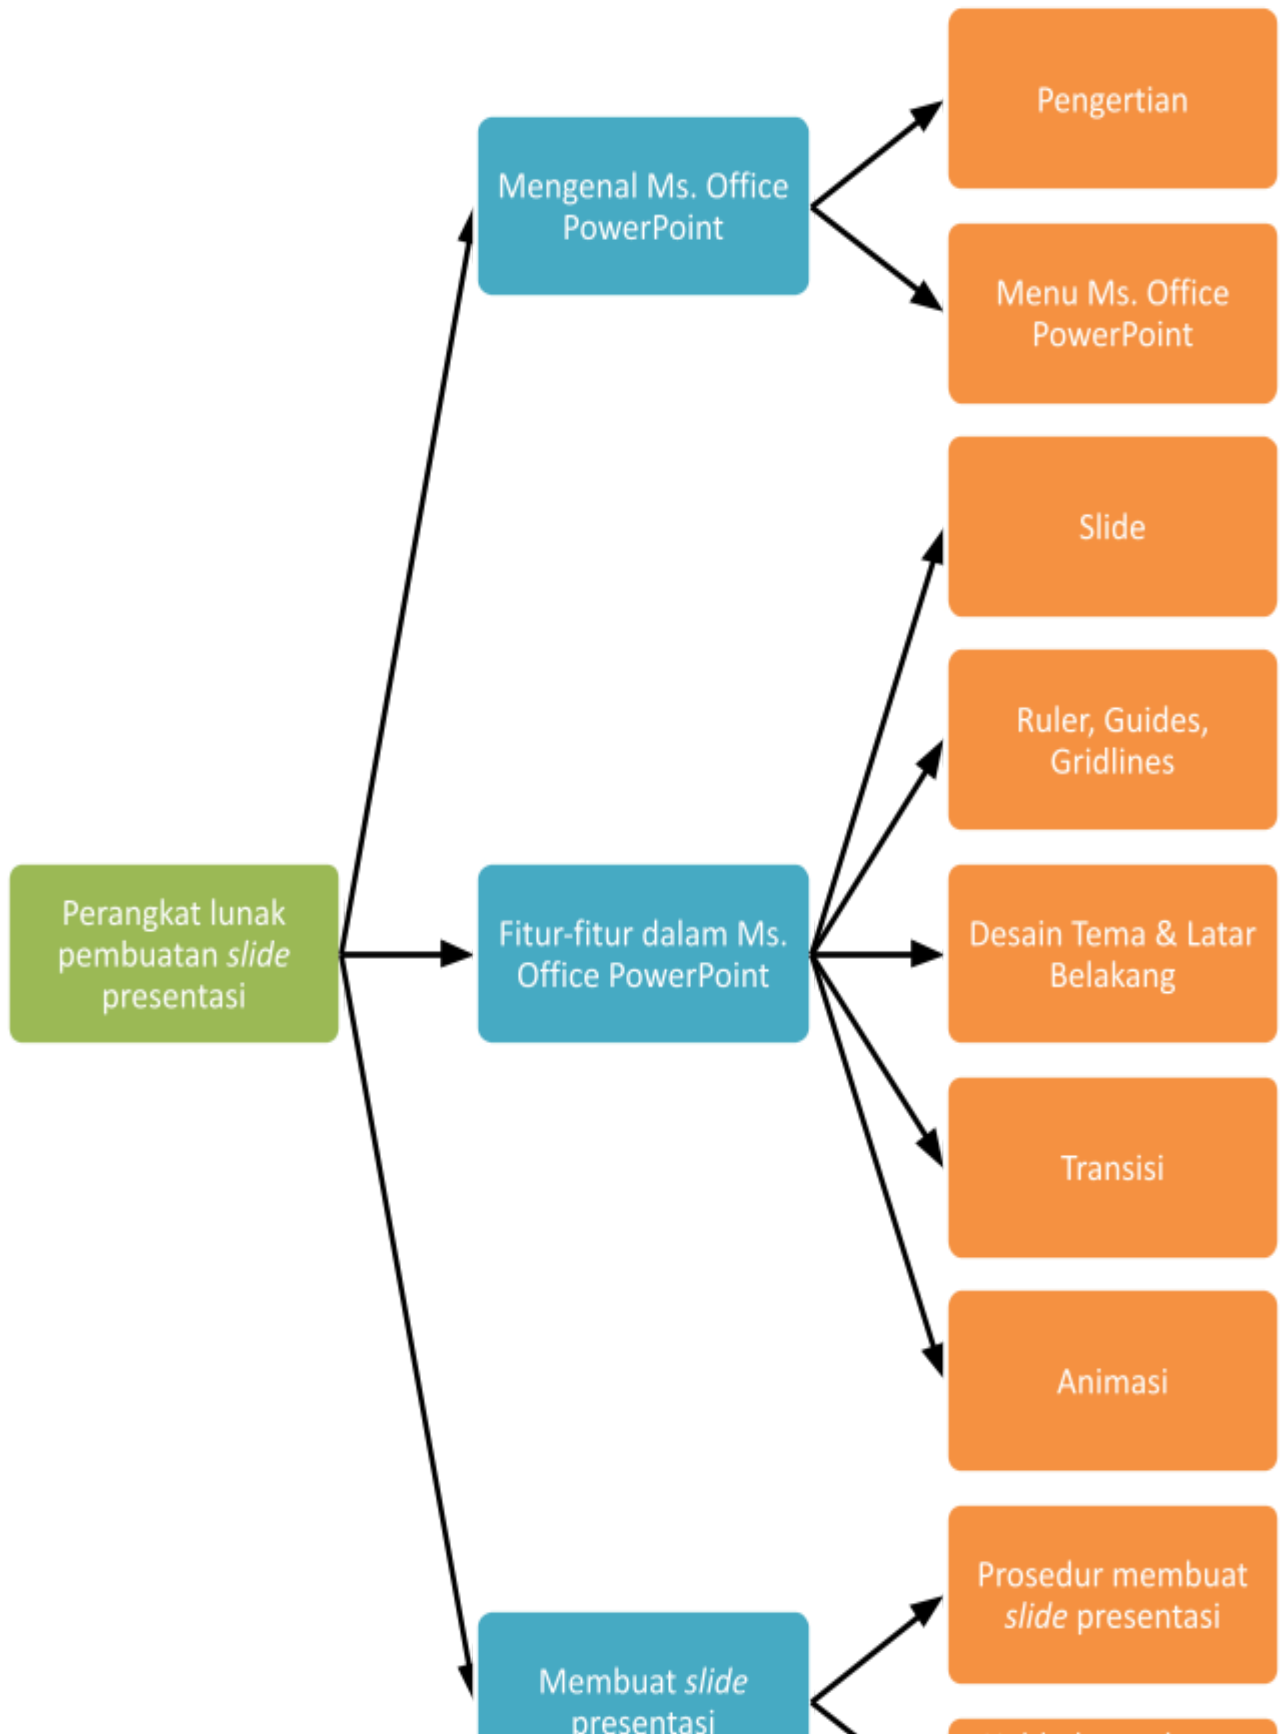 Pengertian
Mengenal Ms. Office
PowerPoint
Menu Ms. Office
PowerPoint
Slide
Ruler, Guides,
Gridlines
Perangkat lunak
pembuatan slide
presentasi
Fitur-fitur dalam Ms.
Office PowerPoint
Desain Tema & Latar
Belakang
Transisi
Animasi
Prosedur membuat
slide presentasi
Membuat slide
presentasi